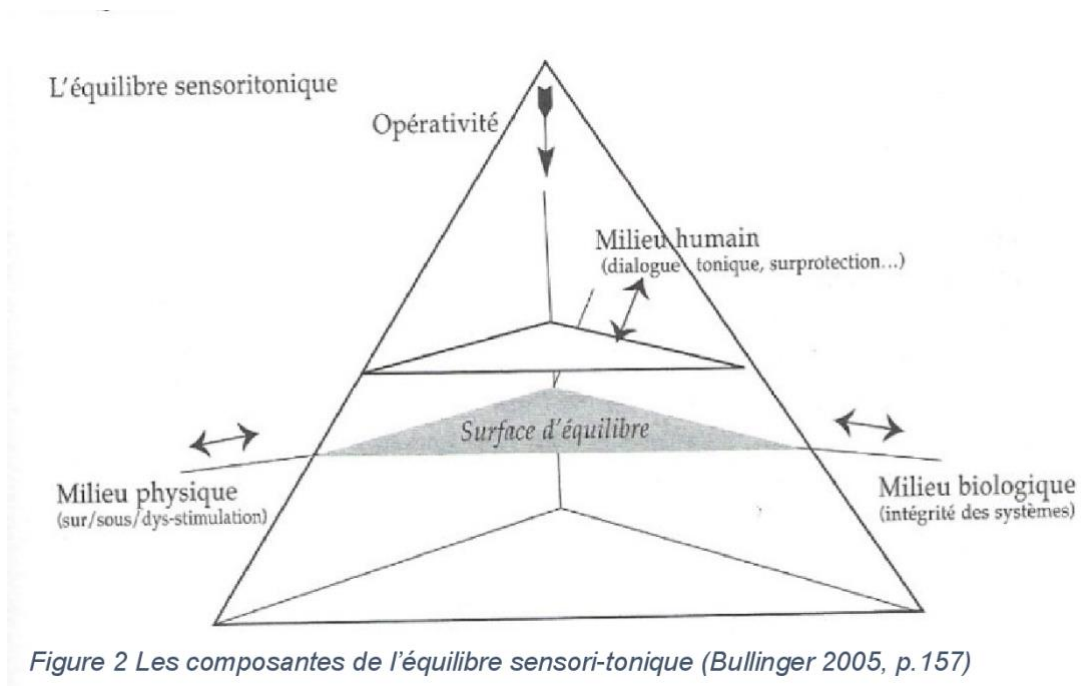 L'équilibre sensoritonique
Opérativité
Milieu humain
(dialogue tonique, surprotection...)
Surface d'équilibre
Milieu physique
(sur/sous/dys-stimulation)
Milieu biologique
(intégrité des systèmes)
Figure 2 Les composantes de l'équilibre sensori-tonique (Bullinger 2005, p.157)